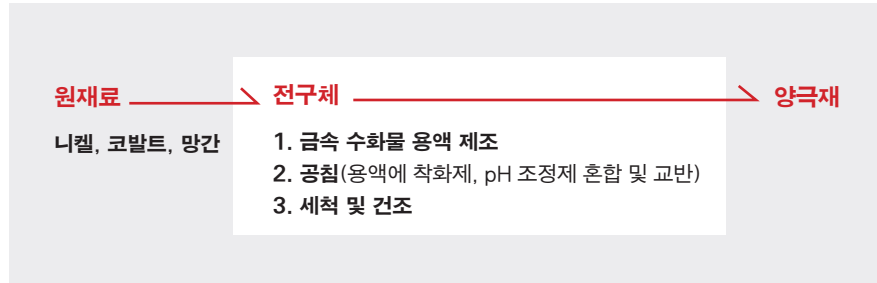 원재료
니켈, 코발트, 망간
전구체
1. 금속 수화물 용액 제조
2. 공침(용액에 착화제, pH 조정제 혼합 및 교반)
3. 세척 및 건조
양극재